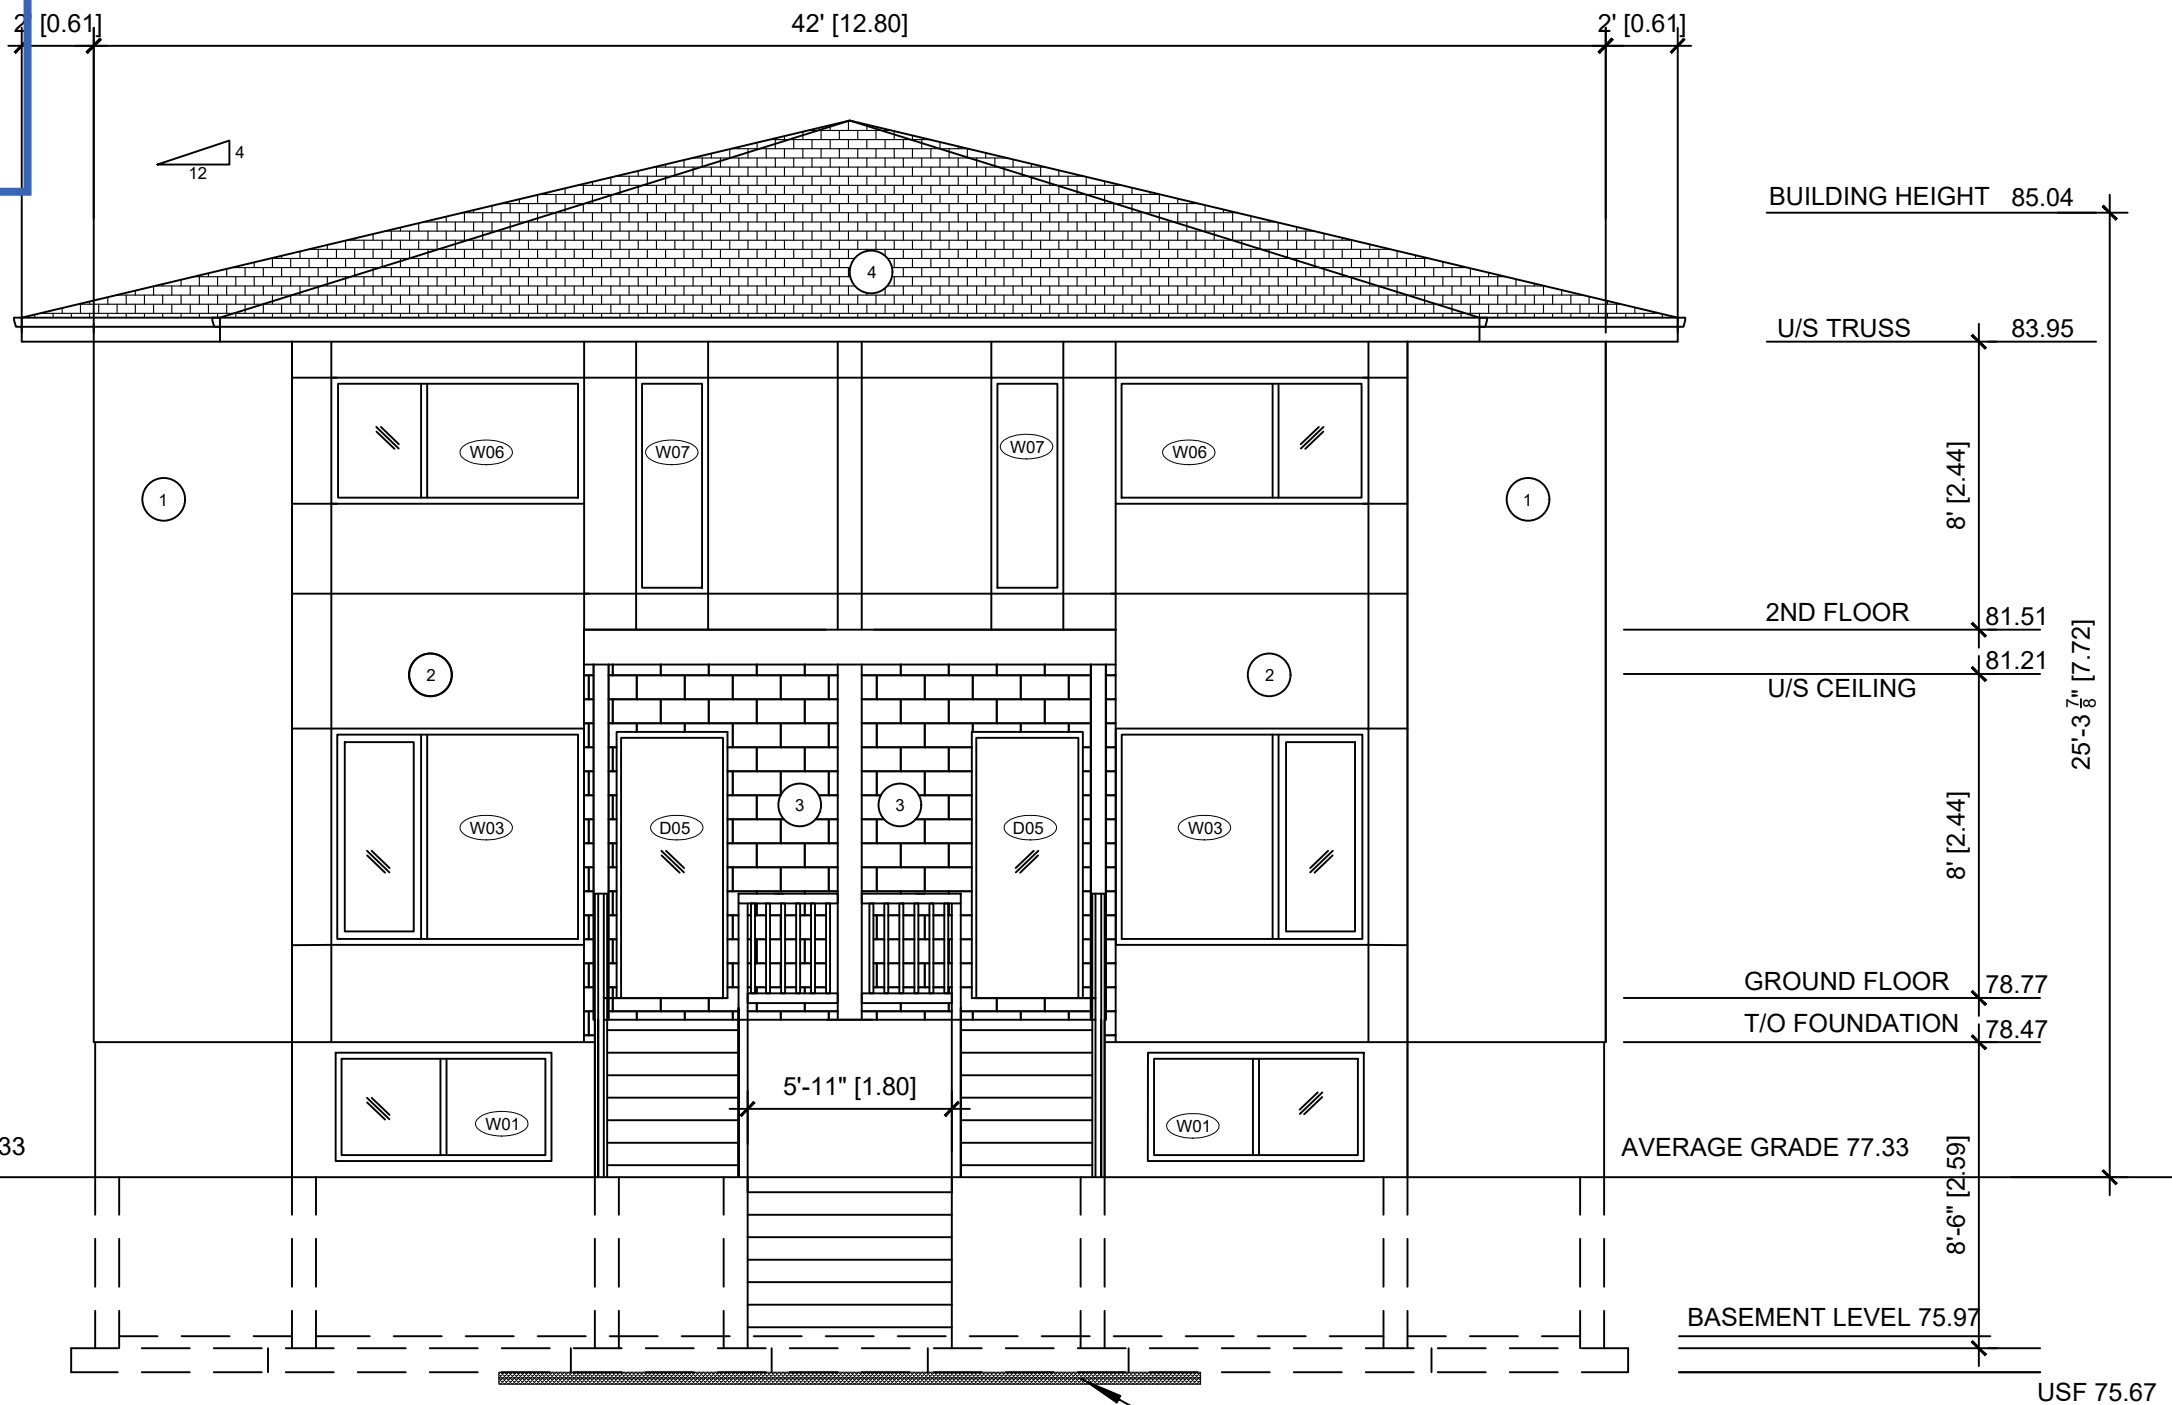 2' [0.61]
42' [12.80]
2' [0.61]
4
12
BUILDING HEIGHT 85.04
4
U/S TRUSS 83.95
W06
W07
W07
W06
1
1
8' [2.44]
2ND FLOOR 81.51
81.21
U/S CEILING
2
2
25'-3 7/8" [7.72]
3
3
W03
D05
D05
W03
8' [2.44]
GROUND FLOOR 78.77
T/O FOUNDATION 78.47
5'-11" [1.80]
W01
W01
33
AVERAGE GRADE 77.33
8'-6" [2.59]
BASEMENT LEVEL 75.97
USF 75.67